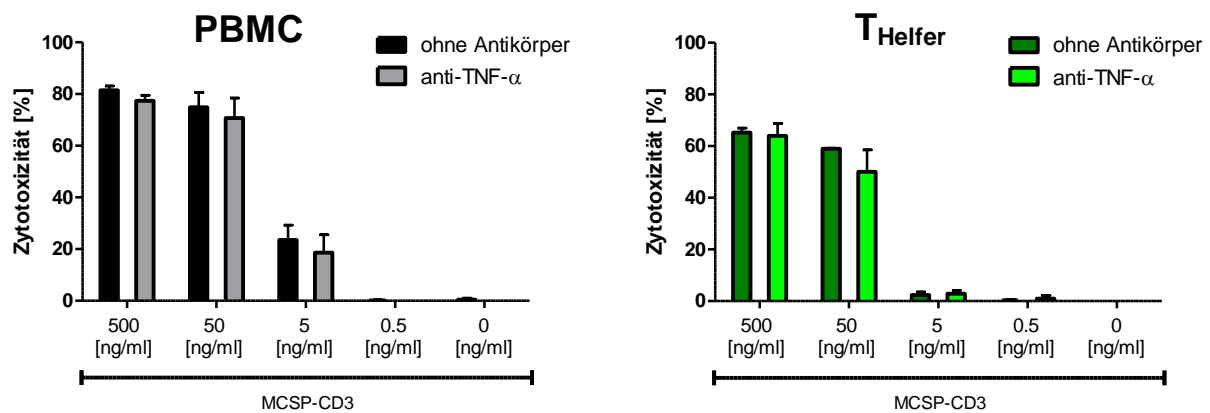 PBMC
ohne Antikörper
anti-TNF-α
Zytotoxizität [%]
100
80
60
40
20
0
500 50 5 0.5 0
[ng/ml] [ng/ml] [ng/ml] [ng/ml] [ng/ml]
MCSP-CD3
THelfer
ohne Antikörper
anti-TNF-α
Zytotoxizität [%]
100
80
60
40
20
0
500 50 5 0.5 0
[ng/ml] [ng/ml] [ng/ml] [ng/ml] [ng/ml]
MCSP-CD3